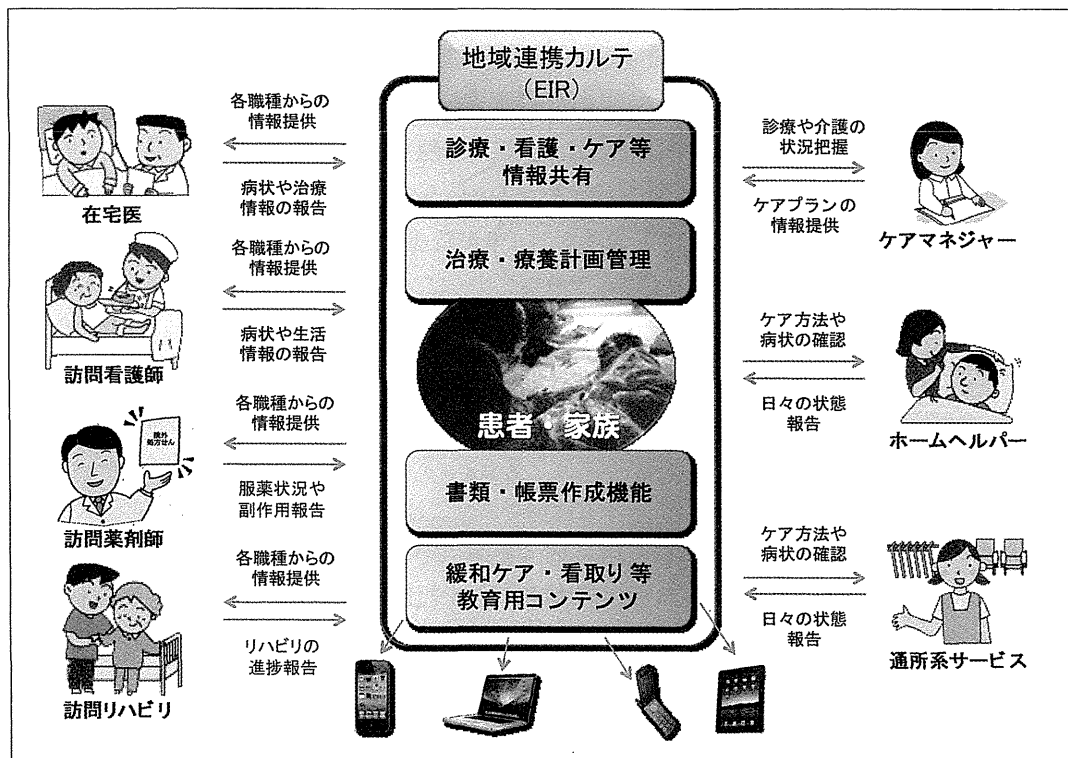 地域連携カルテ
(EIR)
各職種からの
情報提供
病状や治療
情報の報告
在宅医
各職種からの
情報提供
病状や生活
情報の報告
訪問看護師
各職種からの
情報提供
院外
処方せん
服薬状況や
副作用報告
訪問薬剤師
各職種からの
情報提供
リハビリの
進捗報告
訪問リハビリ
診療・看護・ケア等
情報共有
治療・療養計画管理
患者・家族
書類・帳票作成機能
緩和ケア・看取り等
教育用コンテンツ
診療や介護の
状況把握
ケアプランの
情報提供
ケアマネジャー
ケア方法や
病状の確認
日々の状態
報告
ホームヘルパー
ケア方法や
病状の確認
日々の状態
報告
通所系サービス